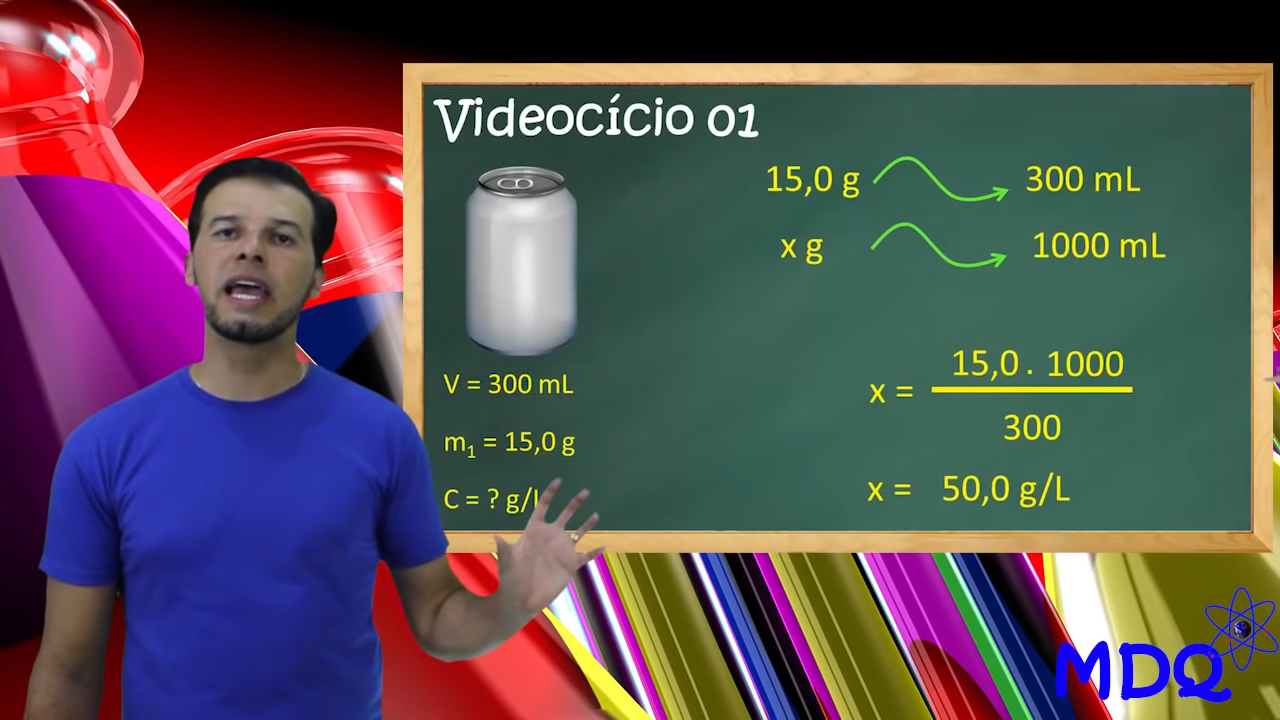 Videocício 01
15,0 g 300 mL
x g 1000 mL
V = 300 mL
m₁ = 15,0 g
C = ? g/L
x = 15,0 . 1000
300
x = 50,0 g/L
MDQ